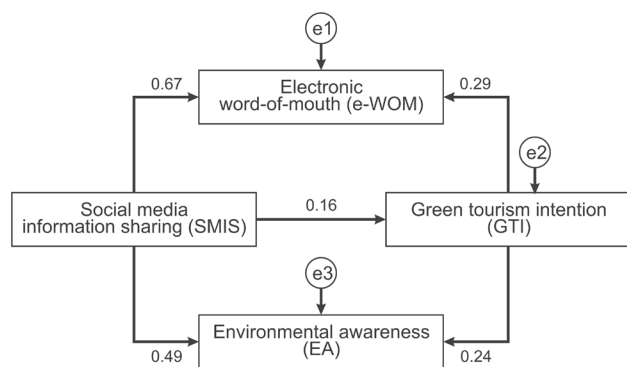 e1
0.67
Electronic
word-of-mouth (e-WOM)
0.29
e2
Social media
information sharing (SMIS)
0.16
Green tourism intention
(GTI)
e3
0.49
Environmental awareness
(EA)
0.24